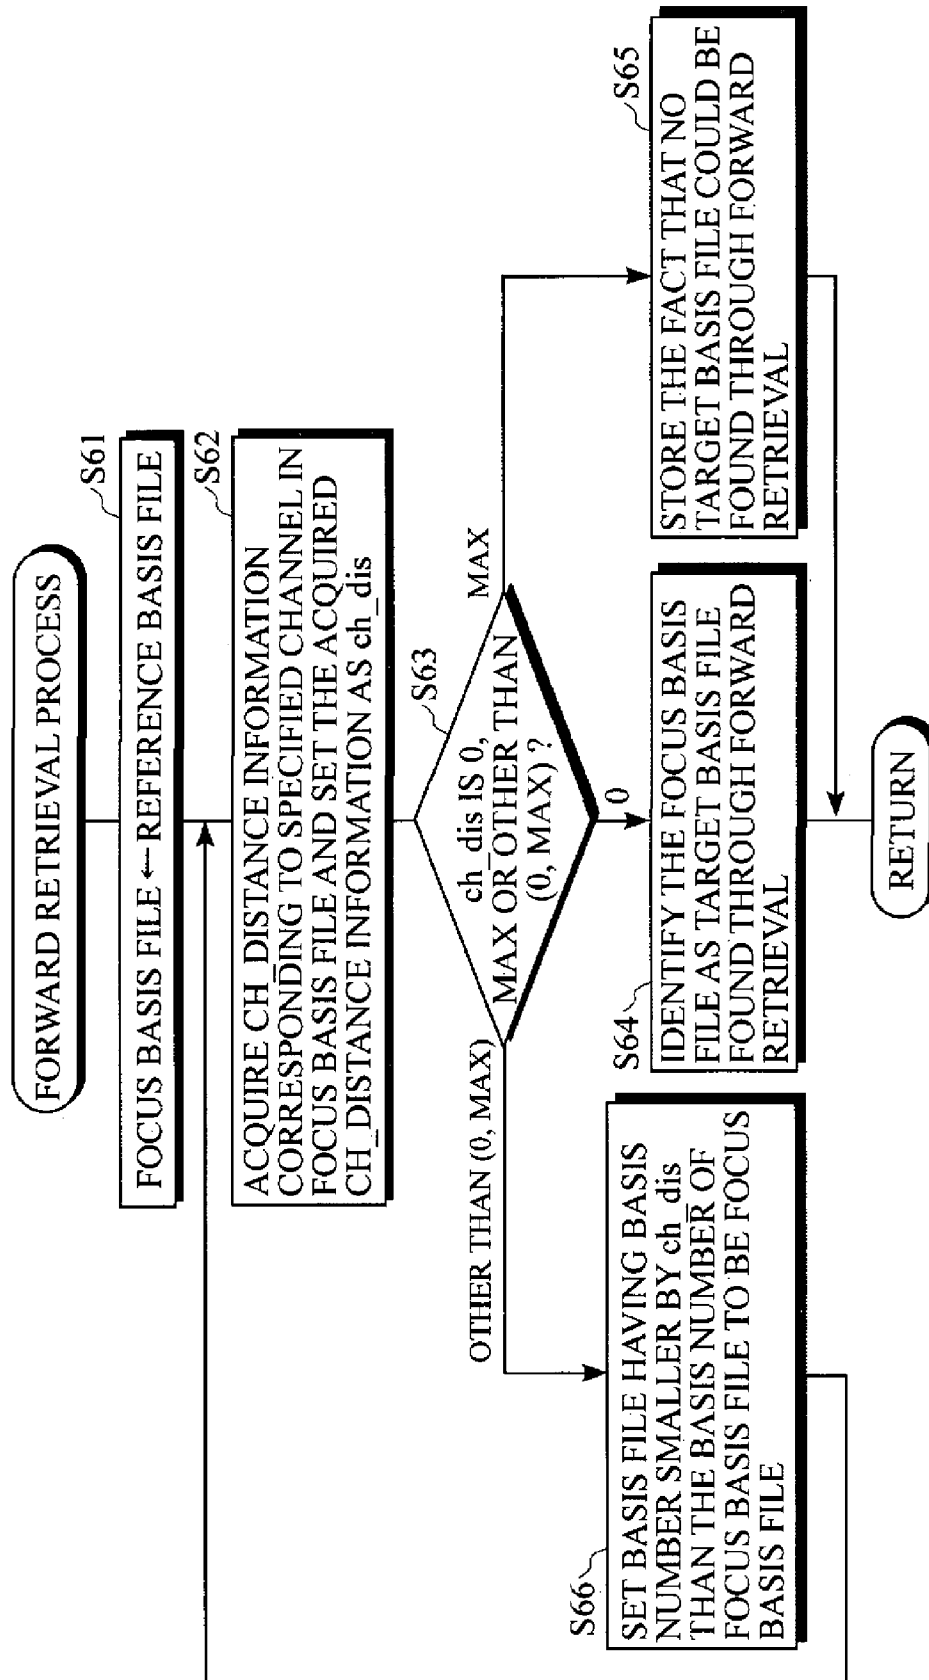 FORWARD RETRIEVAL PROCESS
S61
FOCUS BASIS FILE ← REFERENCE BASIS FILE
S62
ACQUIRE CH_DISTANCE INFORMATION
CORRESPONDING TO SPECIFIED CHANNEL IN
FOCUS BASIS FILE AND SET THE ACQUIRED
CH_DISTANCE INFORMATION AS ch_dis
S63
ch_dis IS 0,
MAX OR OTHER THAN
(0, MAX) ?
OTHER THAN (0, MAX)
0
MAX
S66
SET BASIS FILE HAVING BASIS
NUMBER SMALLER BY ch_dis
THAN THE BASIS NUMBER OF
FOCUS BASIS FILE TO BE FOCUS
BASIS FILE
S64
IDENTIFY THE FOCUS BASIS
FILE AS TARGET BASIS FILE
FOUND THROUGH FORWARD
RETRIEVAL
S65
STORE THE FACT THAT NO
TARGET BASIS FILE COULD BE
FOUND THROUGH FORWARD
RETRIEVAL
RETURN